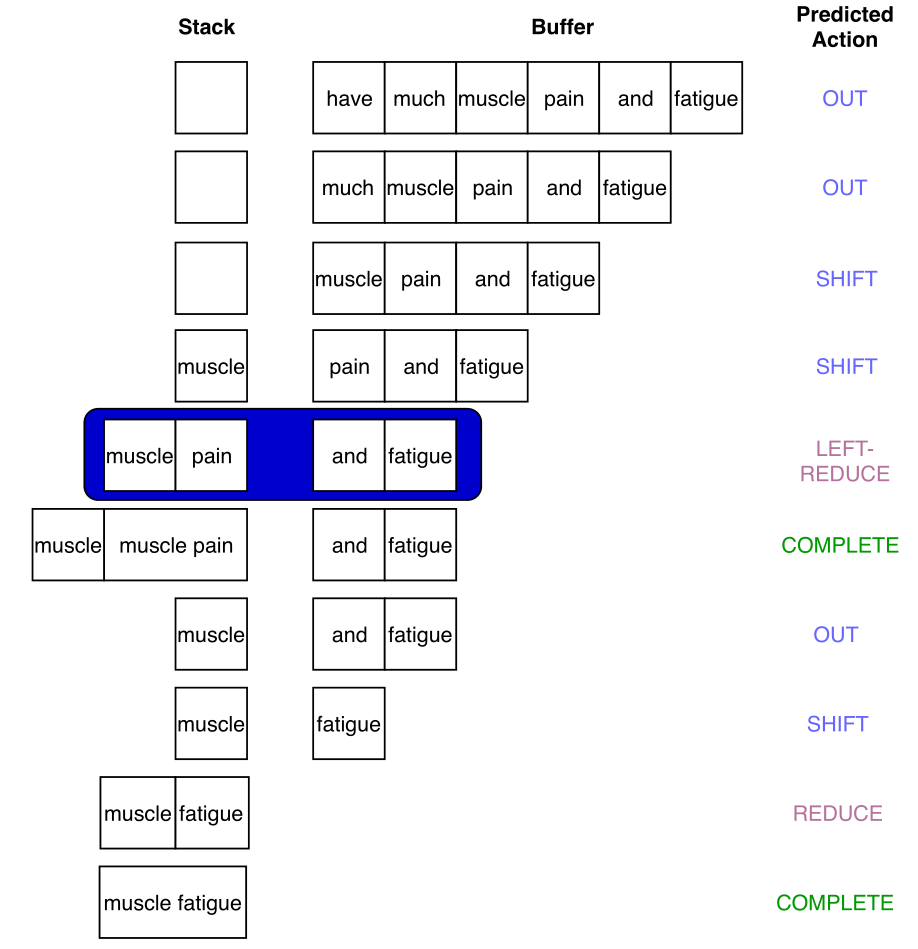 Stack Buffer Predicted
Action
have much muscle pain and fatigue OUT
much muscle pain and fatigue OUT
muscle pain and fatigue SHIFT
muscle pain and fatigue SHIFT
muscle pain and fatigue LEFT-
REDUCE
muscle muscle pain and fatigue COMPLETE
muscle and fatigue OUT
muscle fatigue SHIFT
muscle fatigue REDUCE
muscle fatigue COMPLETE